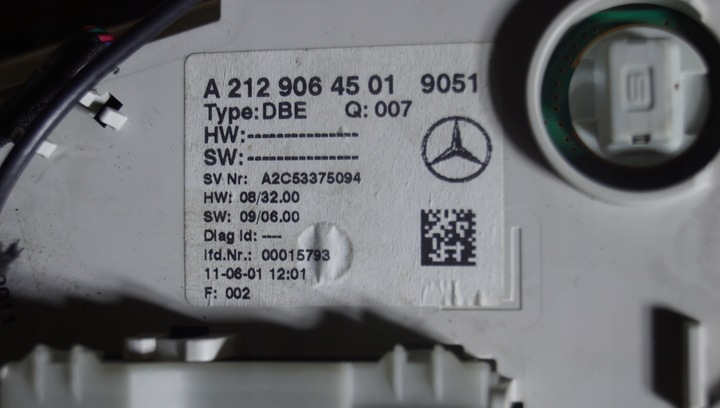 A 212 906 45 01 9051
Type:DBE Q: 007
HW:--------------
SW:--------------
SV Nr: A2C53375094
HW: 08/32.00
SW: 09/06.00
Diag Id: ----
Ifd.Nr.: 00015793
11-06-01 12:01
F: 002